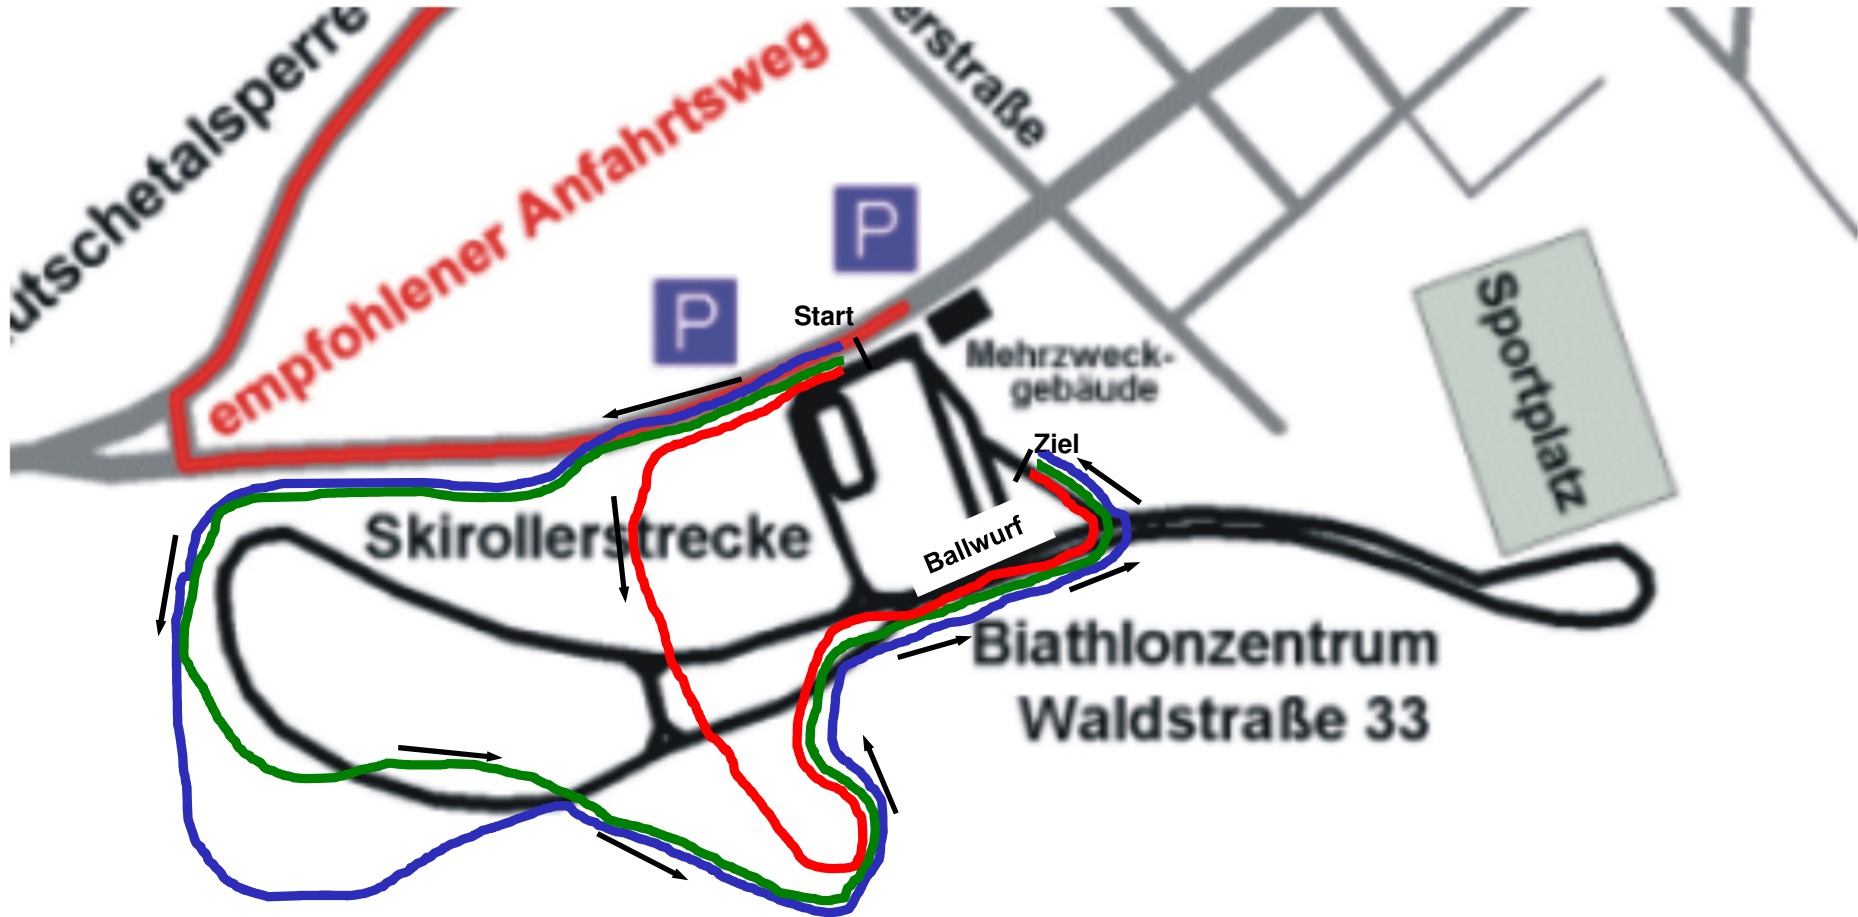 utschetalsperre
empfohlener Anfahrtsweg
erstraße
P
P
Start
Mehrzweck-
gebäude
Sportplatz
Ziel
Skirollerstrecke
Ballwurf
Biathlonzentrum
Waldstraße 33